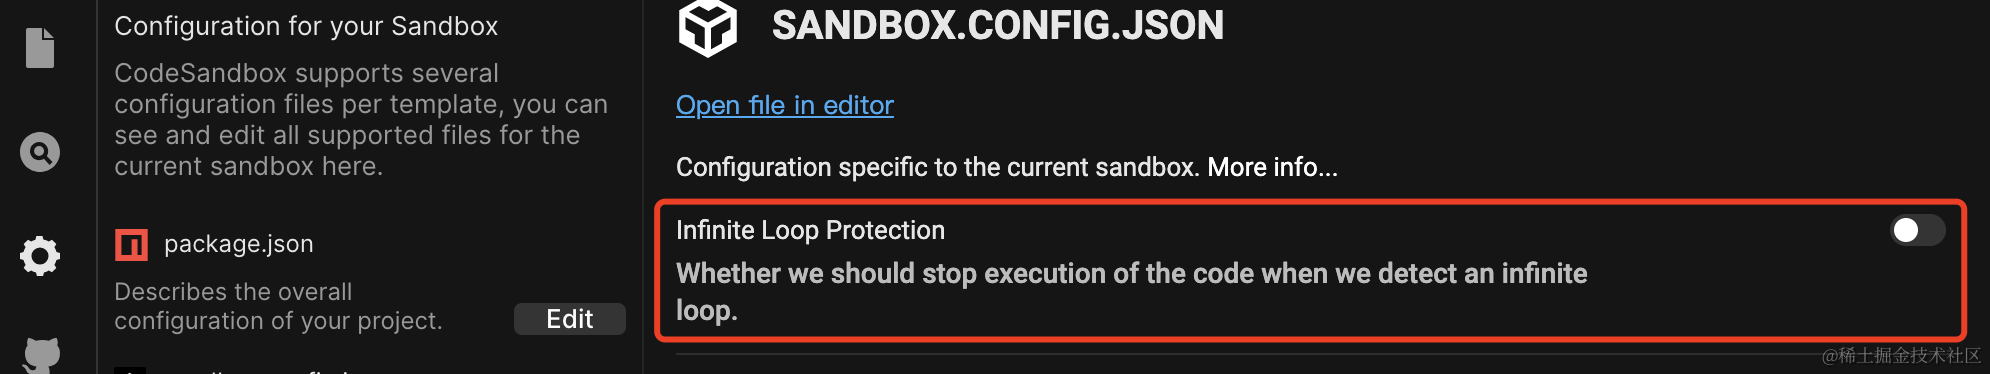 Configuration for your Sandbox
CodeSandbox supports several
configuration files per template, you can
see and edit all supported files for the
current sandbox here.
package.json
Describes the overall
configuration of your project.
Edit
SANDBOX.CONFIG.JSON
Open file in editor
Configuration specific to the current sandbox. More info...
Infinite Loop Protection
Whether we should stop execution of the code when we detect an infinite
loop.
@稀土掘金技术社区